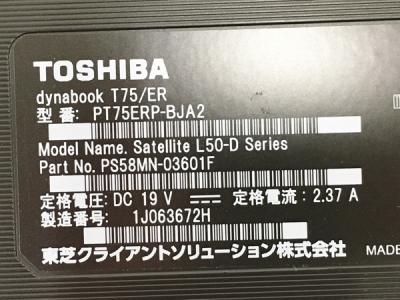 TOSHIBA
dynabook T75/ER
型 番: PT75ERP-BJA2
Model Name. Satellite L50-D Series
Part No. PS58MN-03601F
定格電圧: DC 19 V 定格電流: 2.37 A
製造番号: 1J063672H
東芝クライアントソリューション株式会社
MADE